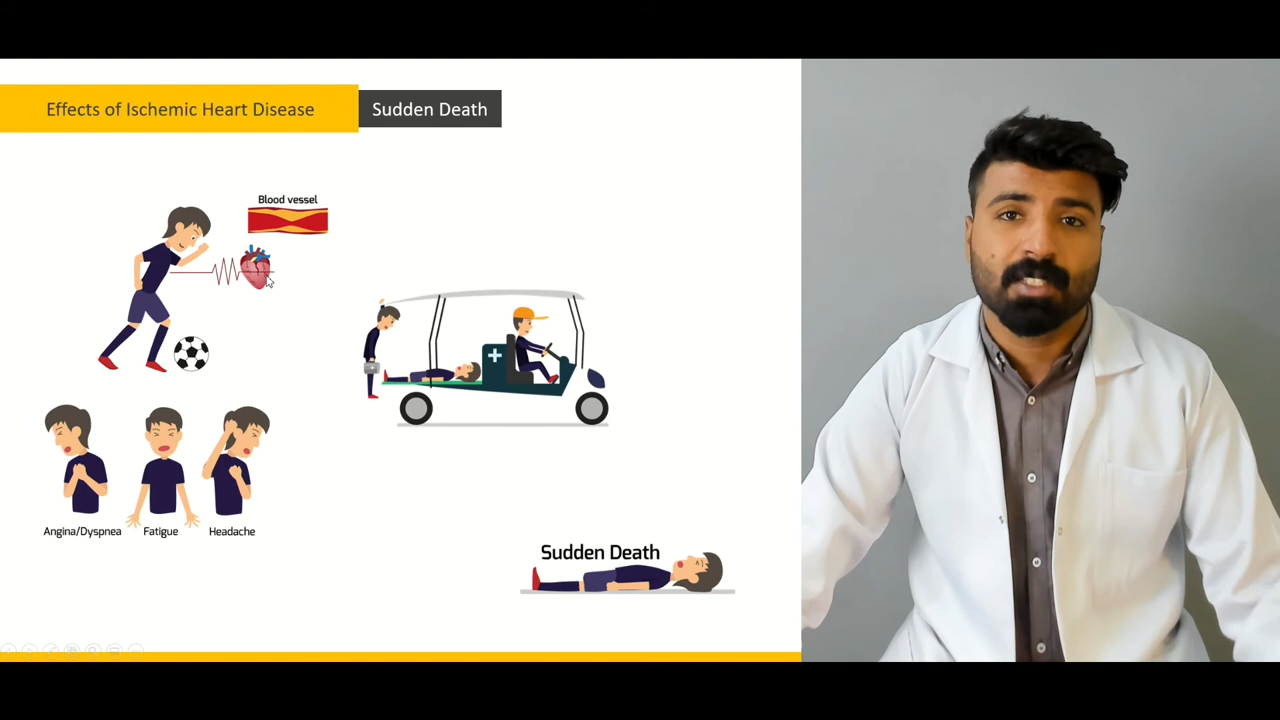 Effects of Ischemic Heart Disease
Sudden Death
Blood vessel
Angina/Dyspnea
Fatigue
Headache
Sudden Death